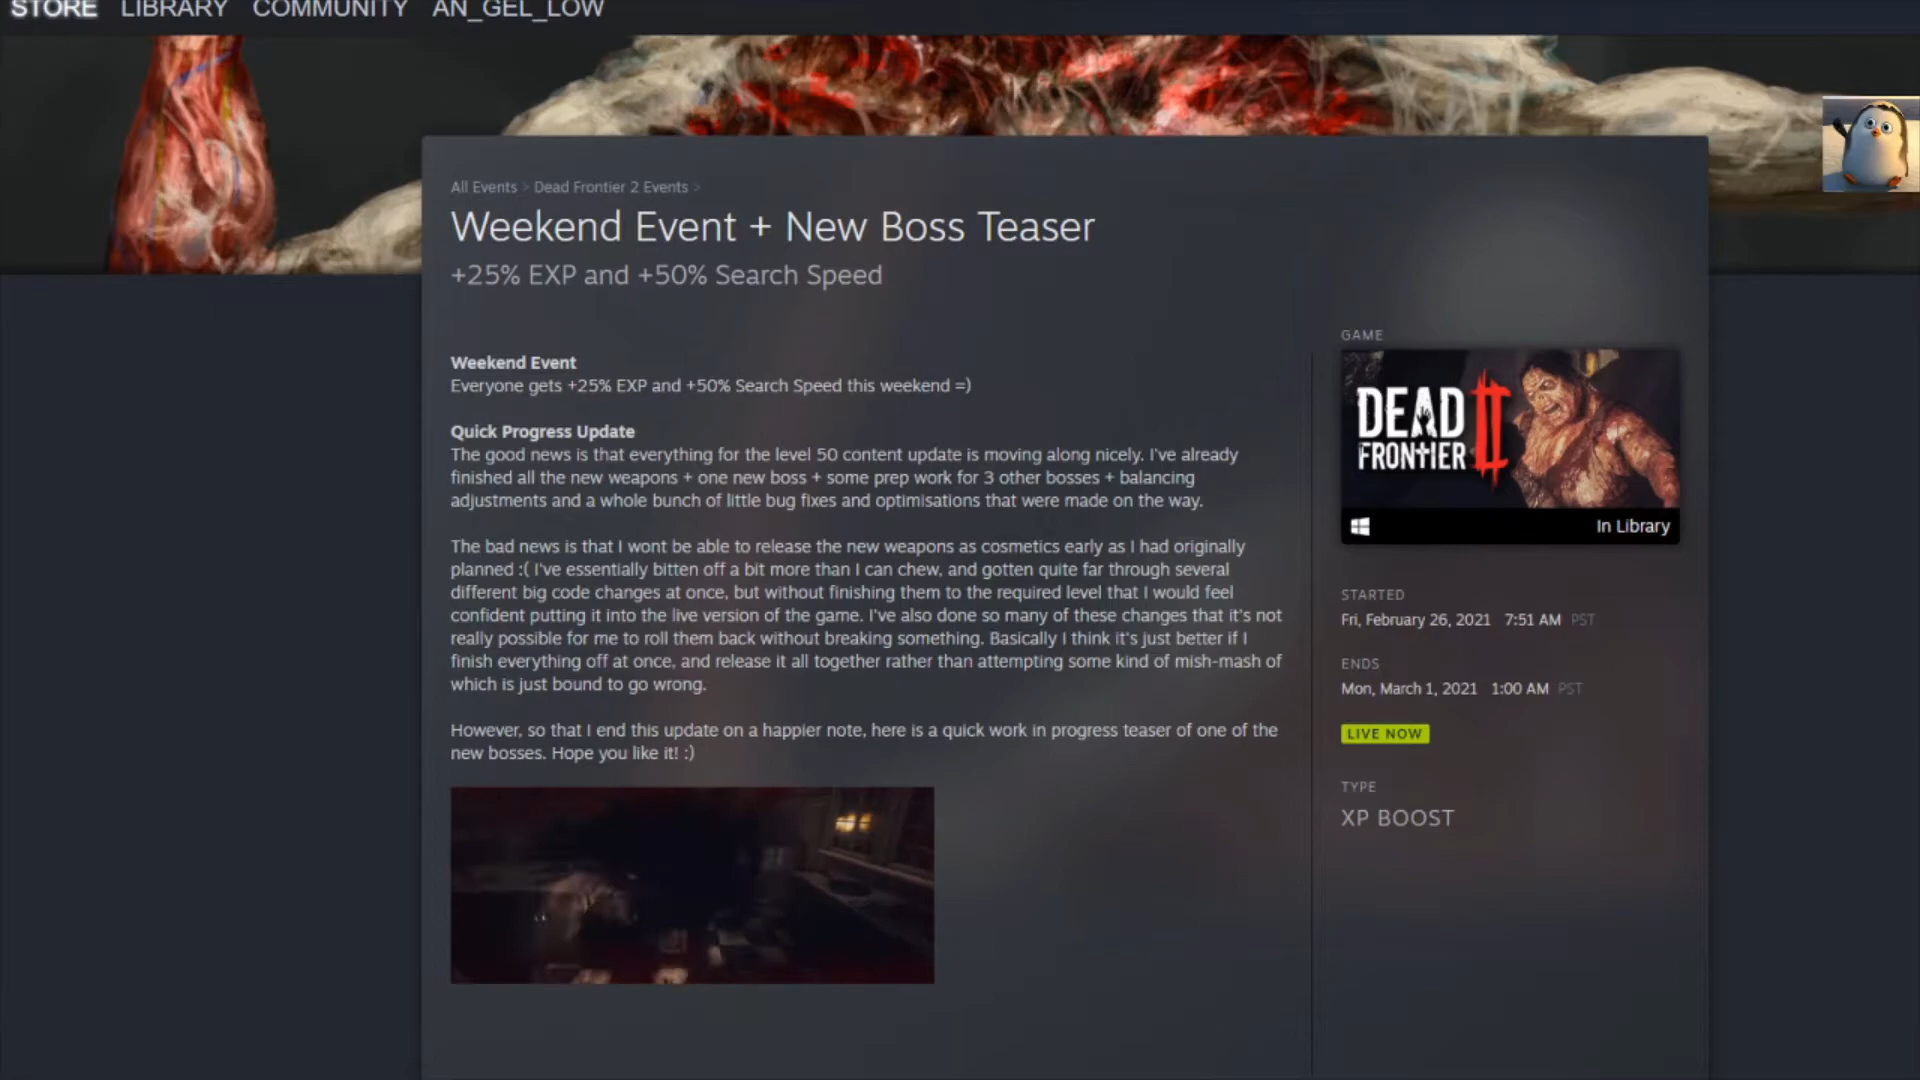 STORE LIBRARY COMMUNITY AN_GEL_LOW
All Events > Dead Frontier 2 Events >
Weekend Event + New Boss Teaser
+25% EXP and +50% Search Speed
Weekend Event
Everyone gets +25% EXP and +50% Search Speed this weekend =)
Quick Progress Update
The good news is that everything for the level 50 content update is moving along nicely. I've already
finished all the new weapons + one new boss + some prep work for 3 other bosses + balancing
adjustments and a whole bunch of little bug fixes and optimisations that were made on the way.
The bad news is that I wont be able to release the new weapons as cosmetics early as I had originally
planned :( I've essentially bitten off a bit more than I can chew, and gotten quite far through several
different big code changes at once, but without finishing them to the required level that I would feel
confident putting it into the live version of the game. I've also done so many of these changes that it's not
really possible for me to roll them back without breaking something. Basically I think it's just better if I
finish everything off at once, and release it all together rather than attempting some kind of mish-mash of
which is just bound to go wrong.
However, so that I end this update on a happier note, here is a quick work in progress teaser of one of the
new bosses. Hope you like it! :)
GAME
DEAD
FRONTIER II
In Library
STARTED
Fri, February 26, 2021 7:51 AM PST
ENDS
Mon, March 1, 2021 1:00 AM PST
LIVE NOW
TYPE
XP BOOST